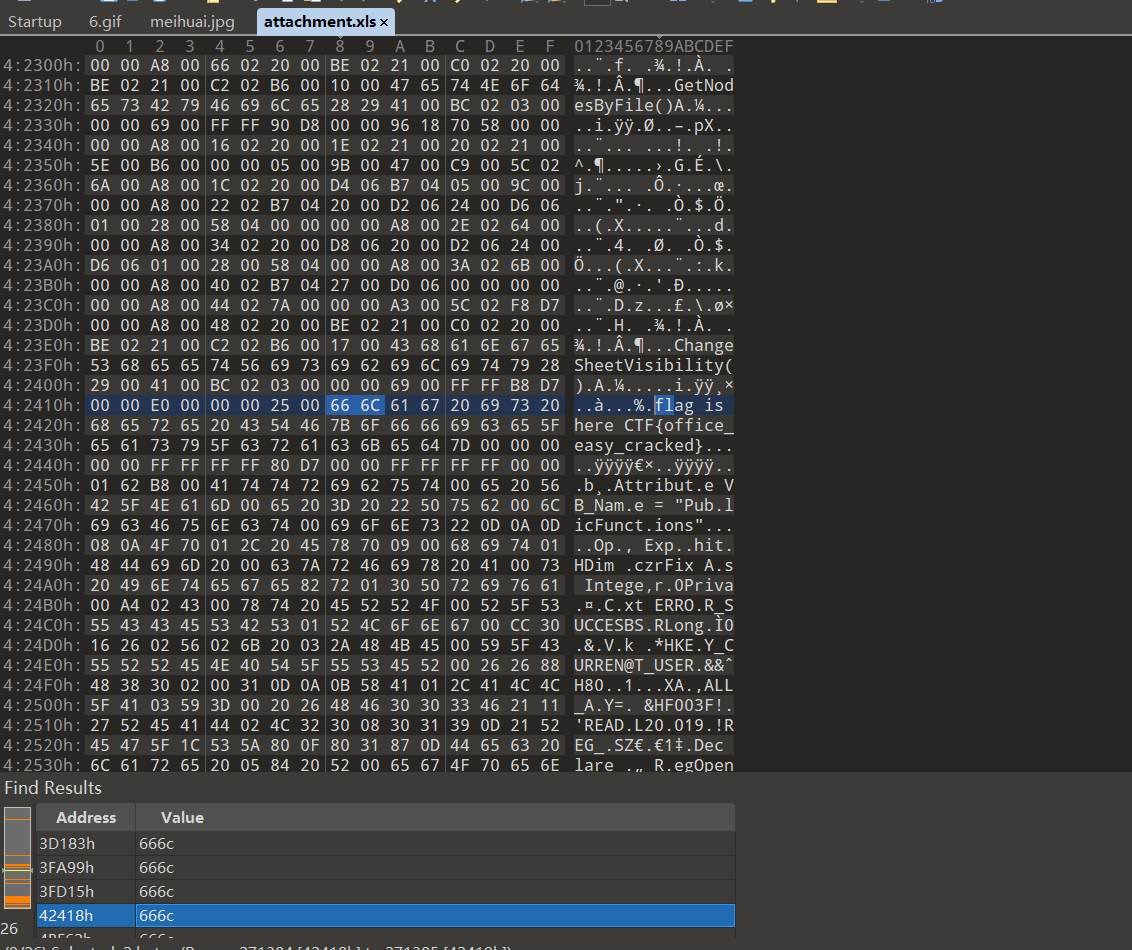 Startup 6.gif meihuai.jpg attachment.xls ×
0 1 2 3 4 5 6 7 8 9 A B C D E F 0123456789ABCDEF
4:2300h: 00 00 A8 00 66 02 20 00 BE 02 21 00 C0 02 20 00 ..¨.f. .¾.!.À. .
4:2310h: BE 02 21 00 C2 02 B6 00 10 00 47 65 74 4E 6F 64 ¾.!.Â.¶...GetNod
4:2320h: 65 73 42 79 46 69 6C 65 28 29 41 00 BC 02 03 00 esByFile()A.¼...
4:2330h: 00 00 69 00 FF FF 90 D8 00 00 96 18 70 58 00 00 ..i.ÿÿ.Ø..–.pX..
4:2340h: 00 00 A8 00 16 02 20 00 1E 02 21 00 20 02 21 00 ..¨... ...!. .!.
4:2350h: 5E 00 B6 00 00 00 05 00 9B 00 47 00 C9 00 5C 02 ^.¶.....›.G.É.\.
4:2360h: 6A 00 A8 00 1C 02 20 00 D4 06 B7 04 05 00 9C 00 j.¨... .Ô.·...œ.
4:2370h: 00 00 A8 00 22 02 B7 04 20 00 D2 06 24 00 D6 06 ..¨.".·. .Ò.$.Ö.
4:2380h: 01 00 28 00 58 04 00 00 00 00 A8 00 2E 02 64 00 ..(.X.....¨...d.
4:2390h: 00 00 A8 00 34 02 20 00 D8 06 20 00 D2 06 24 00 ..¨.4. .Ø. .Ò.$.
4:23A0h: D6 06 01 00 28 00 58 04 00 00 A8 00 3A 02 6B 00 Ö...(.X...¨.:.k.
4:23B0h: 00 00 A8 00 40 02 B7 04 27 00 D0 06 00 00 00 00 ..¨.@.·.'.Ð.....
4:23C0h: 00 00 A8 00 44 02 7A 00 00 00 A3 00 5C 02 F8 D7 ..¨.D.z...£.\.ø×
4:23D0h: 00 00 A8 00 48 02 20 00 BE 02 21 00 C0 02 20 00 ..¨.H. .¾.!.À. .
4:23E0h: BE 02 21 00 C2 02 B6 00 17 00 43 68 61 6E 67 65 ¾.!.Â.¶...Change
4:23F0h: 53 68 65 65 74 56 69 73 69 62 69 6C 69 74 79 28 SheetVisibility(
4:2400h: 29 00 41 00 BC 02 03 00 00 00 69 00 FF FF B8 D7 ).A.¼.....i.ÿÿ¸×
4:2410h: 00 00 E0 00 00 00 25 00 66 6C 61 67 20 69 73 20 ..à...%.flag is
4:2420h: 68 65 72 65 20 43 54 46 7B 6F 66 66 69 63 65 5F here CTF{office_
4:2430h: 65 61 73 79 5F 63 72 61 63 6B 65 64 7D 00 00 00 easy_cracked}...
4:2440h: 00 00 FF FF FF FF 80 D7 00 00 FF FF FF FF 00 00 ..ÿÿÿÿ€×..ÿÿÿÿ..
4:2450h: 01 62 B8 00 41 74 74 72 69 62 75 74 00 65 20 56 .b¸.Attribut.e V
4:2460h: 42 5F 4E 61 6D 00 65 20 3D 20 22 50 75 62 00 6C B_Nam.e = "Pub.l
4:2470h: 69 63 46 75 6E 63 74 00 69 6F 6E 73 22 0D 0A 0D icFunct.ions"...
4:2480h: 08 0A 4F 70 01 2C 20 45 78 70 09 00 68 69 74 01 ..Op., Exp..hit.
4:2490h: 48 44 69 6D 20 00 63 7A 72 46 69 78 20 41 00 73 HDim .czrFix A.s
4:24A0h: 20 49 6E 74 65 67 65 82 72 01 30 50 72 69 76 61 Intege‚r.0Priva
4:24B0h: 00 A4 02 43 00 78 74 20 45 52 52 4F 00 52 5F 53 .¤.C.xt ERRO.R_S
4:24C0h: 55 43 43 45 53 42 53 01 52 4C 6F 6E 67 00 CC 30 UCCESBS.RLong.Ì0
4:24D0h: 16 26 02 56 02 6B 20 03 2A 48 4B 45 00 59 5F 43 .&.V.k .*HKE.Y_C
4:24E0h: 55 52 52 45 4E 40 54 5F 55 53 45 52 00 26 26 88 URREN@T_USER.&&ˆ
4:24F0h: 48 38 30 02 00 31 0D 0A 0B 58 41 01 2C 41 4C 4C H80..1...XA.,ALL
4:2500h: 5F 41 03 59 3D 00 20 26 48 46 30 30 33 46 21 11 _A.Y=. &HF003F!.
4:2510h: 27 52 45 41 44 02 4C 32 30 08 30 31 39 0D 21 52 'READ.L20.019.!R
4:2520h: 45 47 5F 1C 53 5A 80 0F 80 31 87 0D 44 65 63 20 EG_.SZ€.€1‡.Dec
4:2530h: 6C 61 72 65 20 05 84 20 52 00 65 67 4F 70 65 6E lare .„ R.egOpen
Find Results
Address Value
3D183h 666c
3FA99h 666c
3FD15h 666c
42418h 666c
26